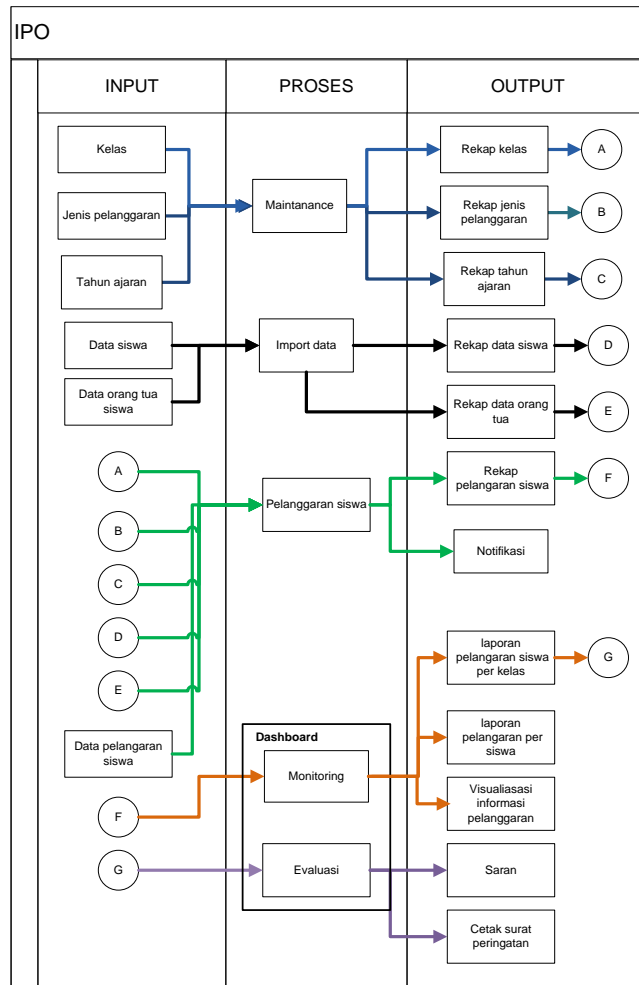 IPO
INPUT
PROSES
OUTPUT
Kelas
Jenis pelanggaran
Tahun ajaran
Maintanance
Rekap kelas
A
Rekap jenis
pelanggaran
B
Rekap tahun
ajaran
C
Data siswa
Data orang tua
siswa
Import data
Rekap data siswa
D
Rekap data orang
tua
E
A
B
C
D
E
Data pelangaran
siswa
Pelanggaran siswa
Rekap
pelangaran siswa
F
Notifikasi
F
G
Dashboard
Monitoring
Evaluasi
laporan
pelangaran siswa
per kelas
G
laporan
pelangaran per
siswa
Visualiasasi
informasi
pelanggaran
Saran
Cetak surat
peringatan